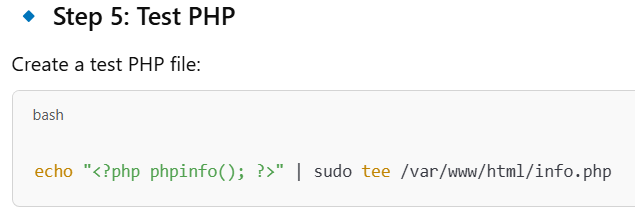 Step 5: Test PHP
Create a test PHP file:
bash
echo "<?php phpinfo(); ?>" | sudo tee /var/www/html/info.php